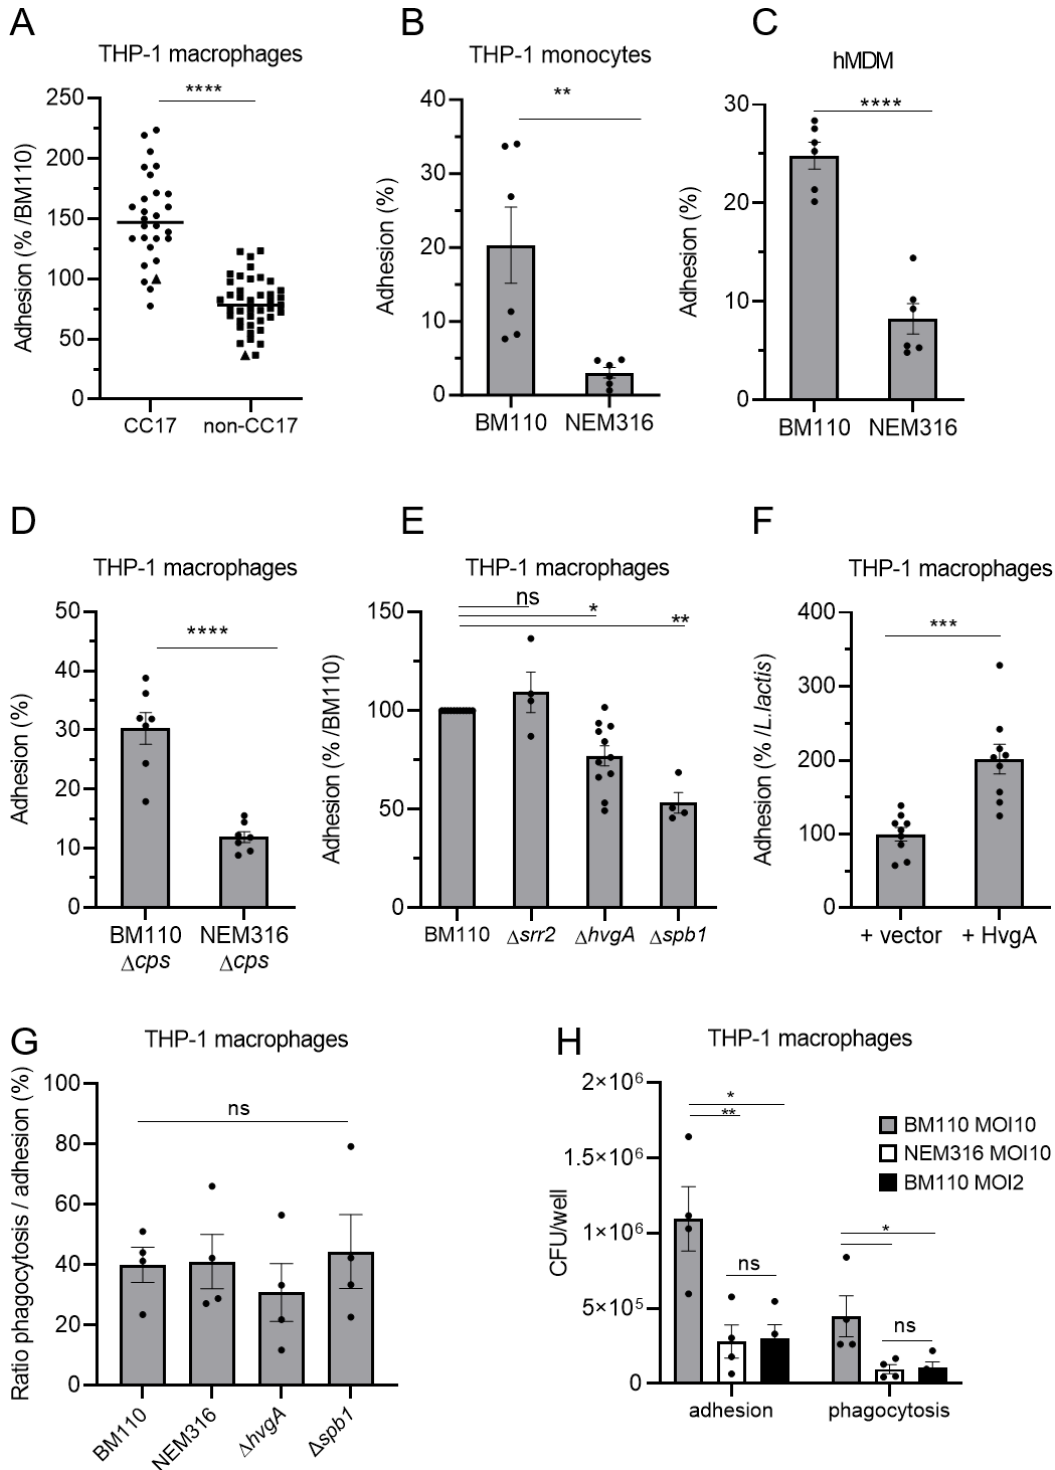 A
THP-1 macrophages
****
Adhesion (% /BM110)
250
200
150
100
50
0
CC17 non-CC17
B
THP-1 monocytes
**
Adhesion (%)
40
30
20
10
0
BM110 NEM316
C
hMDM
****
Adhesion (%)
30
20
10
0
BM110 NEM316
D
THP-1 macrophages
****
Adhesion (%)
50
40
30
20
10
0
BM110 NEM316
Δcps Δcps
E
THP-1 macrophages
ns
*
**
Adhesion (% /BM110)
150
100
50
0
BM110 Δsrr2 ΔhvgA Δspb1
F
THP-1 macrophages
***
Adhesion (% /L.lactis)
400
300
200
100
0
+ vector + HvgA
G
THP-1 macrophages
ns
Ratio phagocytosis / adhesion (%)
100
80
60
40
20
0
BM110 NEM316 ΔhvgA Δspb1
H
THP-1 macrophages
BM110 MOI10
NEM316 MOI10
BM110 MOI2
*
**
ns
*
ns
CFU/well
2×10⁶
1.5×10⁶
1×10⁶
5×10⁵
0
adhesion phagocytosis